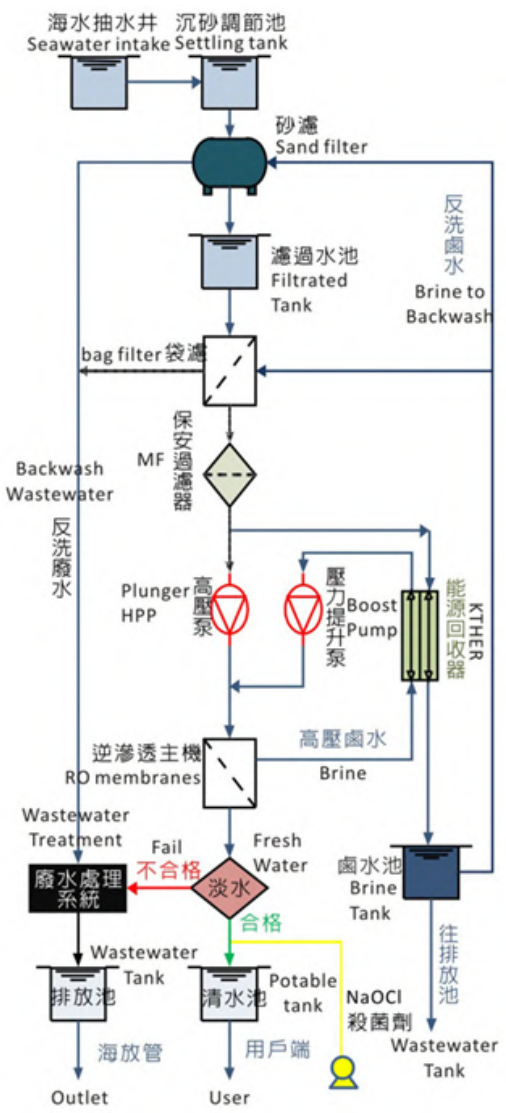 海水抽水井
Seawater intake
沉砂調節池
Settling tank
砂濾
Sand filter
反洗鹵水
Brine to
Backwash
濾過水池
Filtrated
Tank
bag filter 袋濾
MF
保安過濾器
Backwash
Wastewater
反洗廢水
Plunger
HPP
高壓泵
壓力提升泵
Boost
Pump
能源回收器
KTHER
逆滲透主機
RO membranes
高壓鹵水
Brine
Wastewater
Treatment
廢水處理
系統
Fail
不合格
Fresh
Water
淡水
合格
鹵水池
Brine
Tank
往排放池
Wastewater
Tank
Wastewater
Tank
排放池
清水池
Potable
tank
NaOCl
殺菌劑
海放管
Outlet
用戶端
User